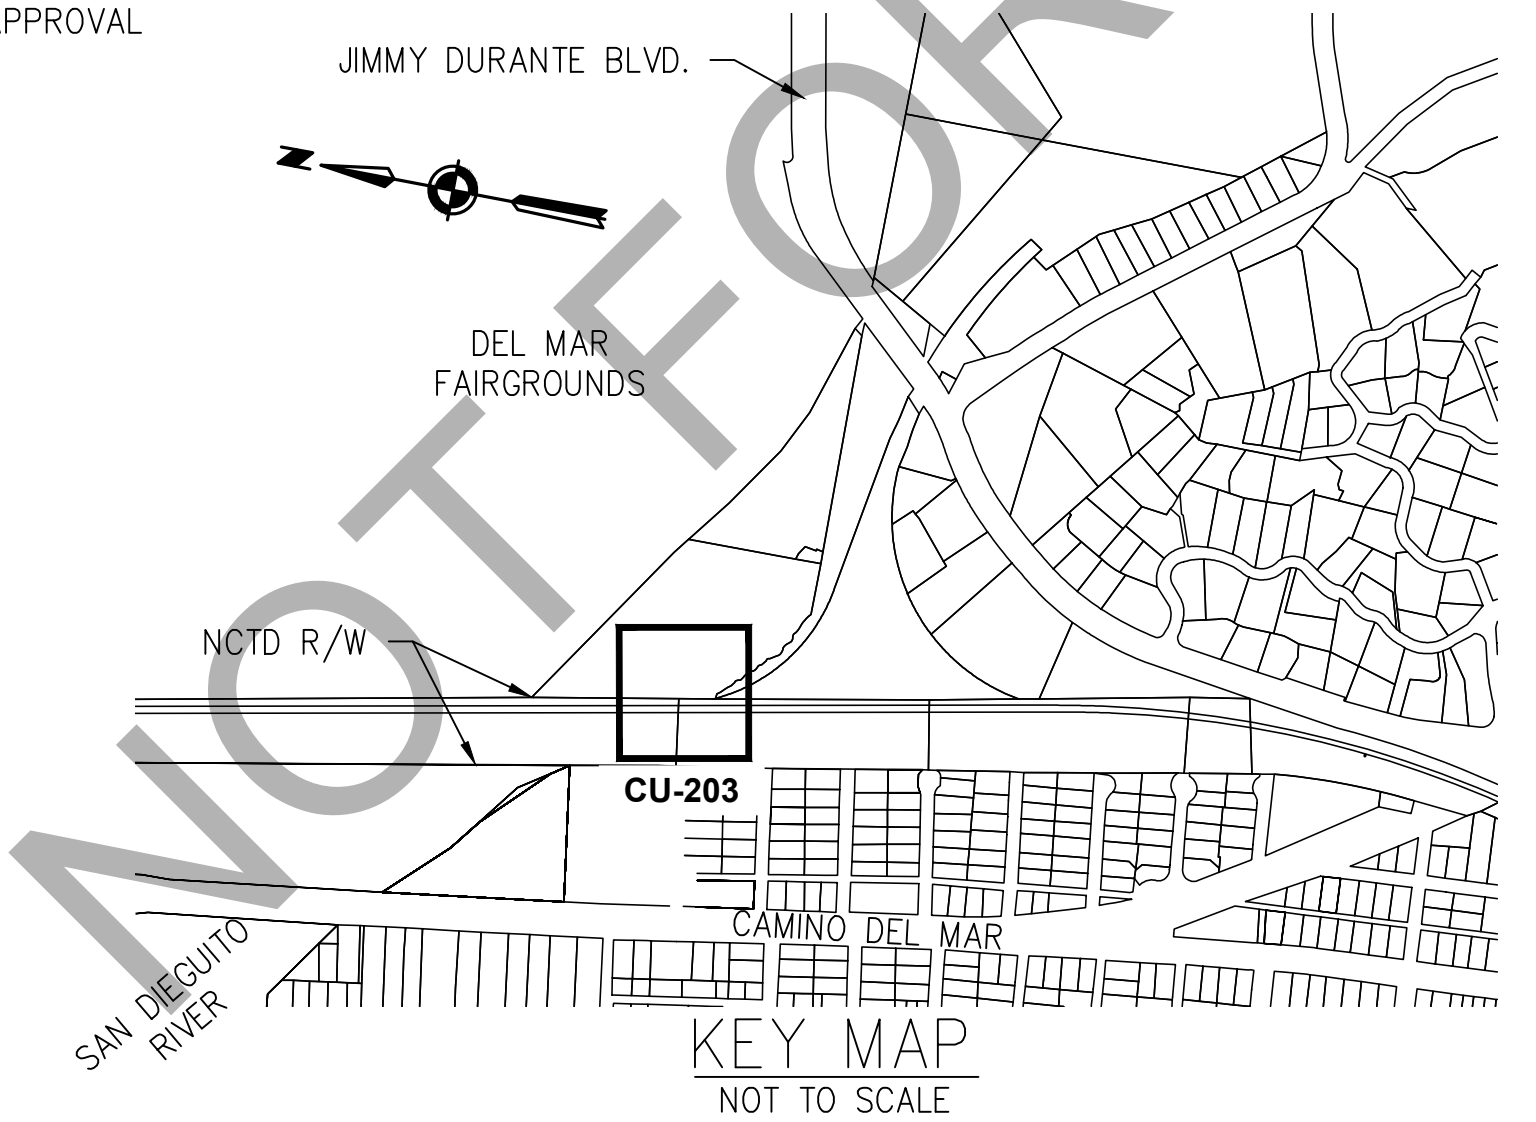 APPROVAL
JIMMY DURANTE BLVD.
N
DEL MAR
FAIRGROUNDS
NOT FOR
NCTD R/W
CU-203
CAMINO DEL MAR
SAN DIEGUITO
RIVER
KEY MAP
NOT TO SCALE